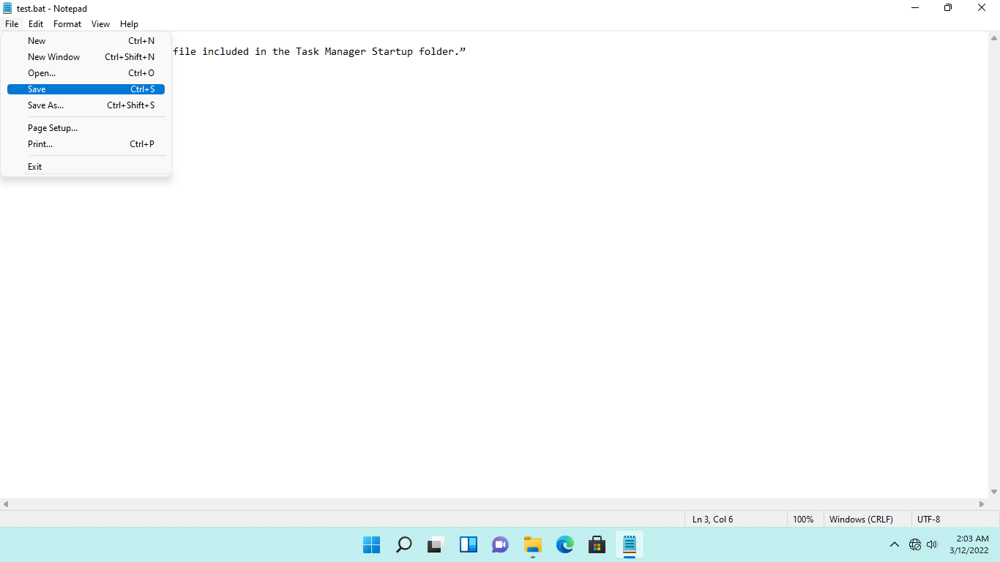 test.bat - Notepad
File Edit Format View Help
New Ctrl+N
New Window Ctrl+Shift+N
file included in the Task Manager Startup folder.”
Open... Ctrl+O
Save Ctrl+S
Save As... Ctrl+Shift+S
Page Setup...
Print... Ctrl+P
Exit
Ln 3, Col 6 100% Windows (CRLF) UTF-8
2:03 AM
3/12/2022